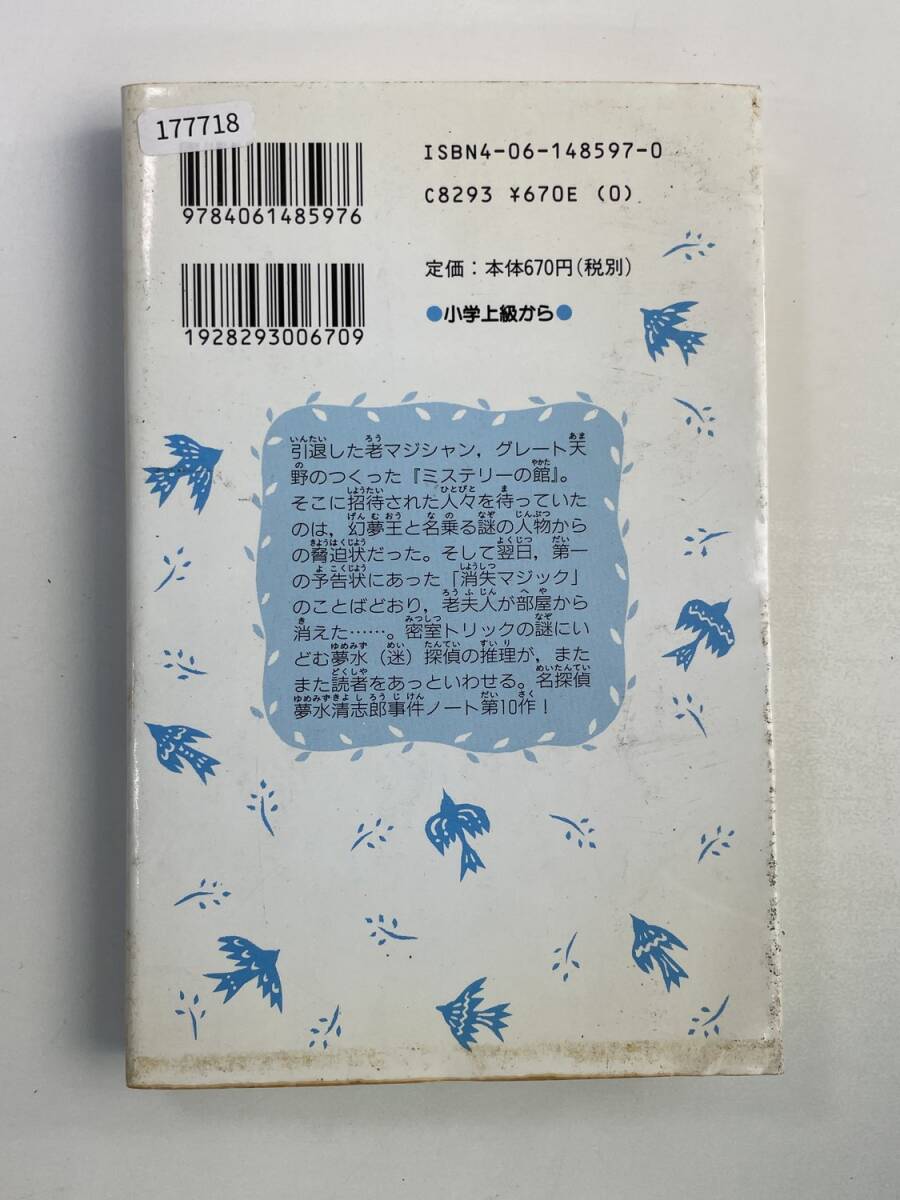 177718
ISBN4-06-148597-0
C8293 ¥670E (0)
9784061485976
定価：本体670円（税別）
●小学上級から●
1928293006709
引退した老マジシャン，グレート天
野のつくった『ミステリーの館』。
そこに招待された人々を待っていた
のは，幻夢王と名乗る謎の人物から
の脅迫状だった。そして翌日，第一
の予告状にあった「消失マジック」
のことばどおり，老夫人が部屋から
消えた……。密室トリックの謎にい
どむ夢水（迷）探偵の推理が，また
また読者をあっといわせる。名探偵
夢水清志郎事件ノート第10作！